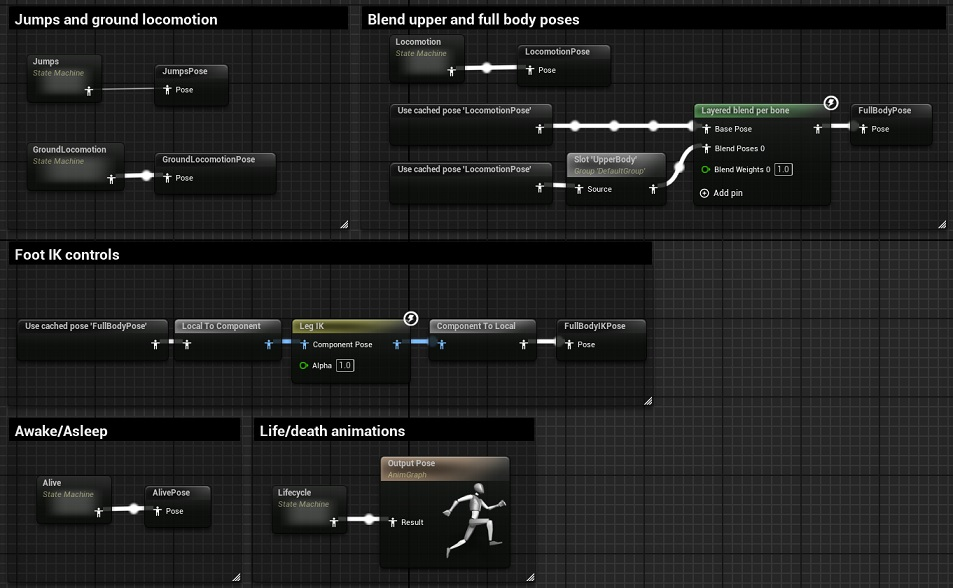 Jumps and ground locomotion
Jumps
State Machine
JumpsPose
Pose
GroundLocomotion
State Machine
GroundLocomotionPose
Pose
Blend upper and full body poses
Locomotion
State Machine
LocomotionPose
Pose
Use cached pose 'LocomotionPose'
Use cached pose 'LocomotionPose'
Slot 'UpperBody'
Group 'DefaultGroup'
Source
Layered blend per bone
Base Pose
Blend Poses 0
Blend Weights 0 1.0
Add pin
FullBodyPose
Pose
Foot IK controls
Use cached pose 'FullBodyPose'
Local To Component
Leg IK
Component Pose
Alpha 1.0
Component To Local
FullBodyIKPose
Pose
Awake/Asleep
Alive
State Machine
AlivePose
Pose
Life/death animations
Lifecycle
State Machine
Output Pose
AnimGraph
Result